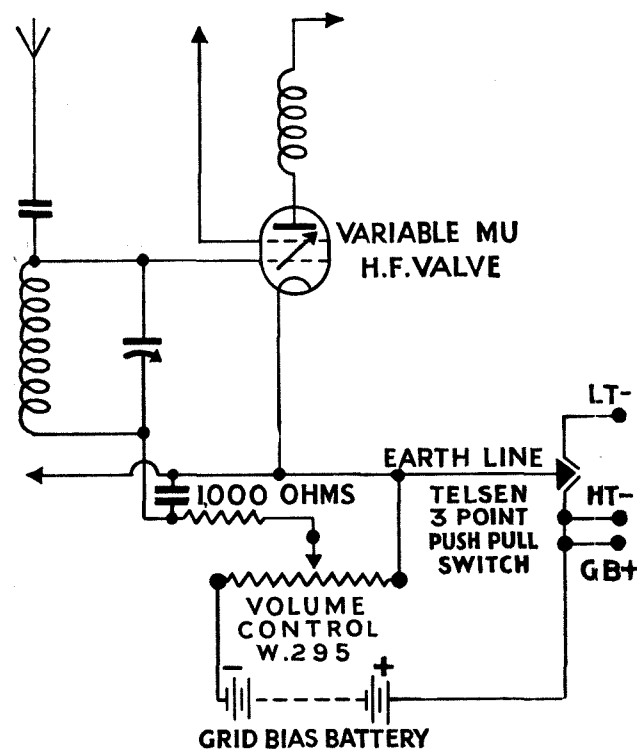 VARIABLE MU
H.F. VALVE
LT-
EARTH LINE
1,000 OHMS
TELSEN
3 POINT
PUSH PULL
SWITCH
HT-
GB+
VOLUME
CONTROL
W.295
- +
GRID BIAS BATTERY